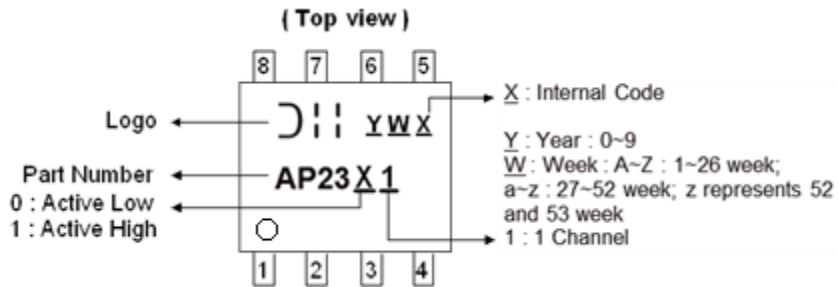 ( Top view )
8 7 6 5
Logo
Y W X
X : Internal Code
Y : Year : 0~9
W : Week : A~Z : 1~26 week;
a~z : 27~52 week; z represents 52
and 53 week
Part Number
AP23 X 1
0 : Active Low
1 : Active High
1 : 1 Channel
1 2 3 4